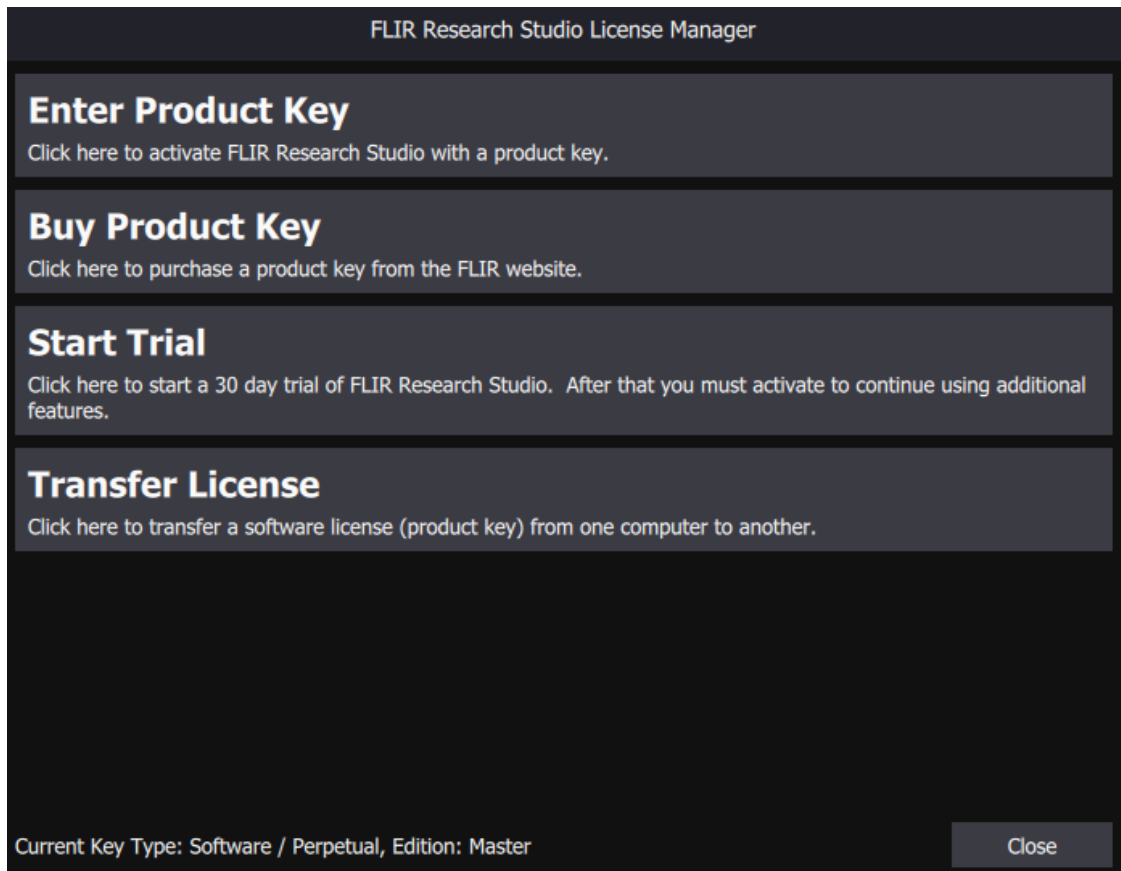 FLIR Research Studio License Manager
Enter Product Key
Click here to activate FLIR Research Studio with a product key.
Buy Product Key
Click here to purchase a product key from the FLIR website.
Start Trial
Click here to start a 30 day trial of FLIR Research Studio.  After that you must activate to continue using additional
features.
Transfer License
Click here to transfer a software license (product key) from one computer to another.
Current Key Type: Software / Perpetual, Edition: Master
Close